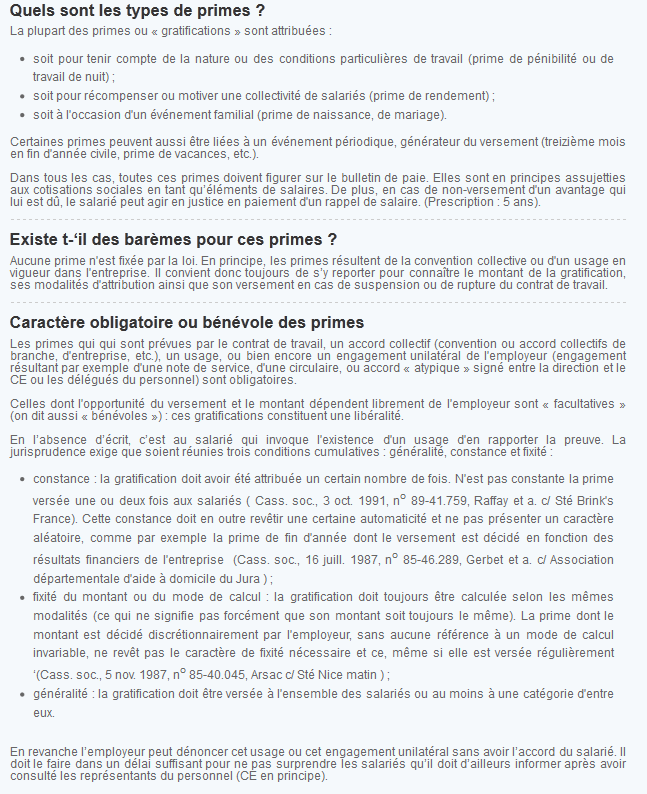 Quels sont les types de primes ?
La plupart des primes ou « gratifications » sont attribuées :
soit pour tenir compte de la nature ou des conditions particulières de travail (prime de pénibilité ou de
travail de nuit) ;
soit pour récompenser ou motiver une collectivité de salariés (prime de rendement) ;
soit à l'occasion d'un événement familial (prime de naissance, de mariage).
Certaines primes peuvent aussi être liées à un événement périodique, générateur du versement (treizième mois
en fin d'année civile, prime de vacances, etc.).
Dans tous les cas, toutes ces primes doivent figurer sur le bulletin de paie. Elles sont en principes assujetties
aux cotisations sociales en tant qu'éléments de salaires. De plus, en cas de non-versement d'un avantage qui
lui est dû, le salarié peut agir en justice en paiement d'un rappel de salaire. (Prescription : 5 ans).
Existe t-'il des barèmes pour ces primes ?
Aucune prime n'est fixée par la loi. En principe, les primes résultent de la convention collective ou d'un usage en
vigueur dans l'entreprise. Il convient donc toujours de s'y reporter pour connaître le montant de la gratification,
ses modalités d'attribution ainsi que son versement en cas de suspension ou de rupture du contrat de travail.
Caractère obligatoire ou bénévole des primes
Les primes qui qui sont prévues par le contrat de travail, un accord collectif (convention ou accord collectifs de
branche, d'entreprise, etc.), un usage, ou bien encore un engagement unilatéral de l'employeur (engagement
résultant par exemple d'une note de service, d'une circulaire, ou accord « atypique » signé entre la direction et le
CE ou les délégués du personnel) sont obligatoires.
Celles dont l'opportunité du versement et le montant dépendent librement de l'employeur sont « facultatives »
(on dit aussi « bénévoles ») : ces gratifications constituent une libéralité.
En l'absence d'écrit, c'est au salarié qui invoque l'existence d'un usage d'en rapporter la preuve. La
jurisprudence exige que soient réunies trois conditions cumulatives : généralité, constance et fixité :
constance : la gratification doit avoir été attribuée un certain nombre de fois. N'est pas constante la prime
versée une ou deux fois aux salariés ( Cass. soc., 3 oct. 1991, nº 89-41.759, Raffay et a. c/ Sté Brink's
France). Cette constance doit en outre revêtir une certaine automaticité et ne pas présenter un caractère
aléatoire, comme par exemple la prime de fin d'année dont le versement est décidé en fonction des
résultats financiers de l'entreprise (Cass. soc., 16 juill. 1987, nº 85-46.289, Gerbet et a. c/ Association
départementale d'aide à domicile du Jura ) ;
fixité du montant ou du mode de calcul : la gratification doit toujours être calculée selon les mêmes
modalités (ce qui ne signifie pas forcément que son montant soit toujours le même). La prime dont le
montant est décidé discrétionnairement par l'employeur, sans aucune référence à un mode de calcul
invariable, ne revêt pas le caractère de fixité nécessaire et ce, même si elle est versée régulièrement
'(Cass. soc., 5 nov. 1987, nº 85-40.045, Arsac c/ Sté Nice matin ) ;
généralité : la gratification doit être versée à l'ensemble des salariés ou au moins à une catégorie d'entre
eux.
En revanche l'employeur peut dénoncer cet usage ou cet engagement unilatéral sans avoir l'accord du salarié. Il
doit le faire dans un délai suffisant pour ne pas surprendre les salariés qu'il doit d'ailleurs informer après avoir
consulté les représentants du personnel (CE en principe).